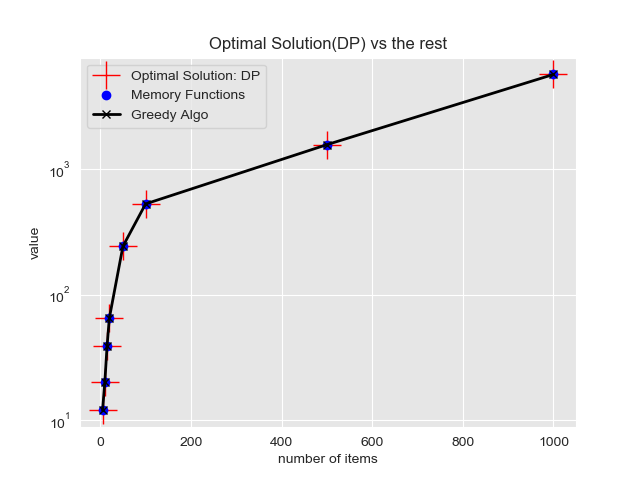 Optimal Solution(DP) vs the rest
Optimal Solution: DP
Memory Functions
Greedy Algo
value
10³
10²
10¹
0 200 400 600 800 1000
number of items